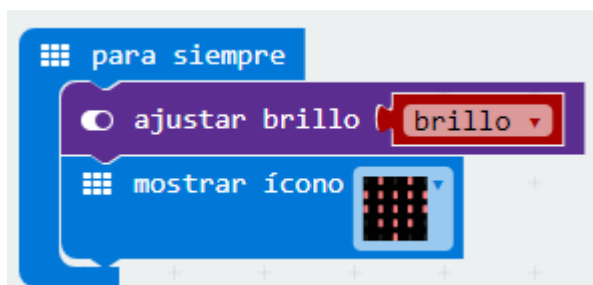 para siempre
ajustar brillo brillo
mostrar ícono